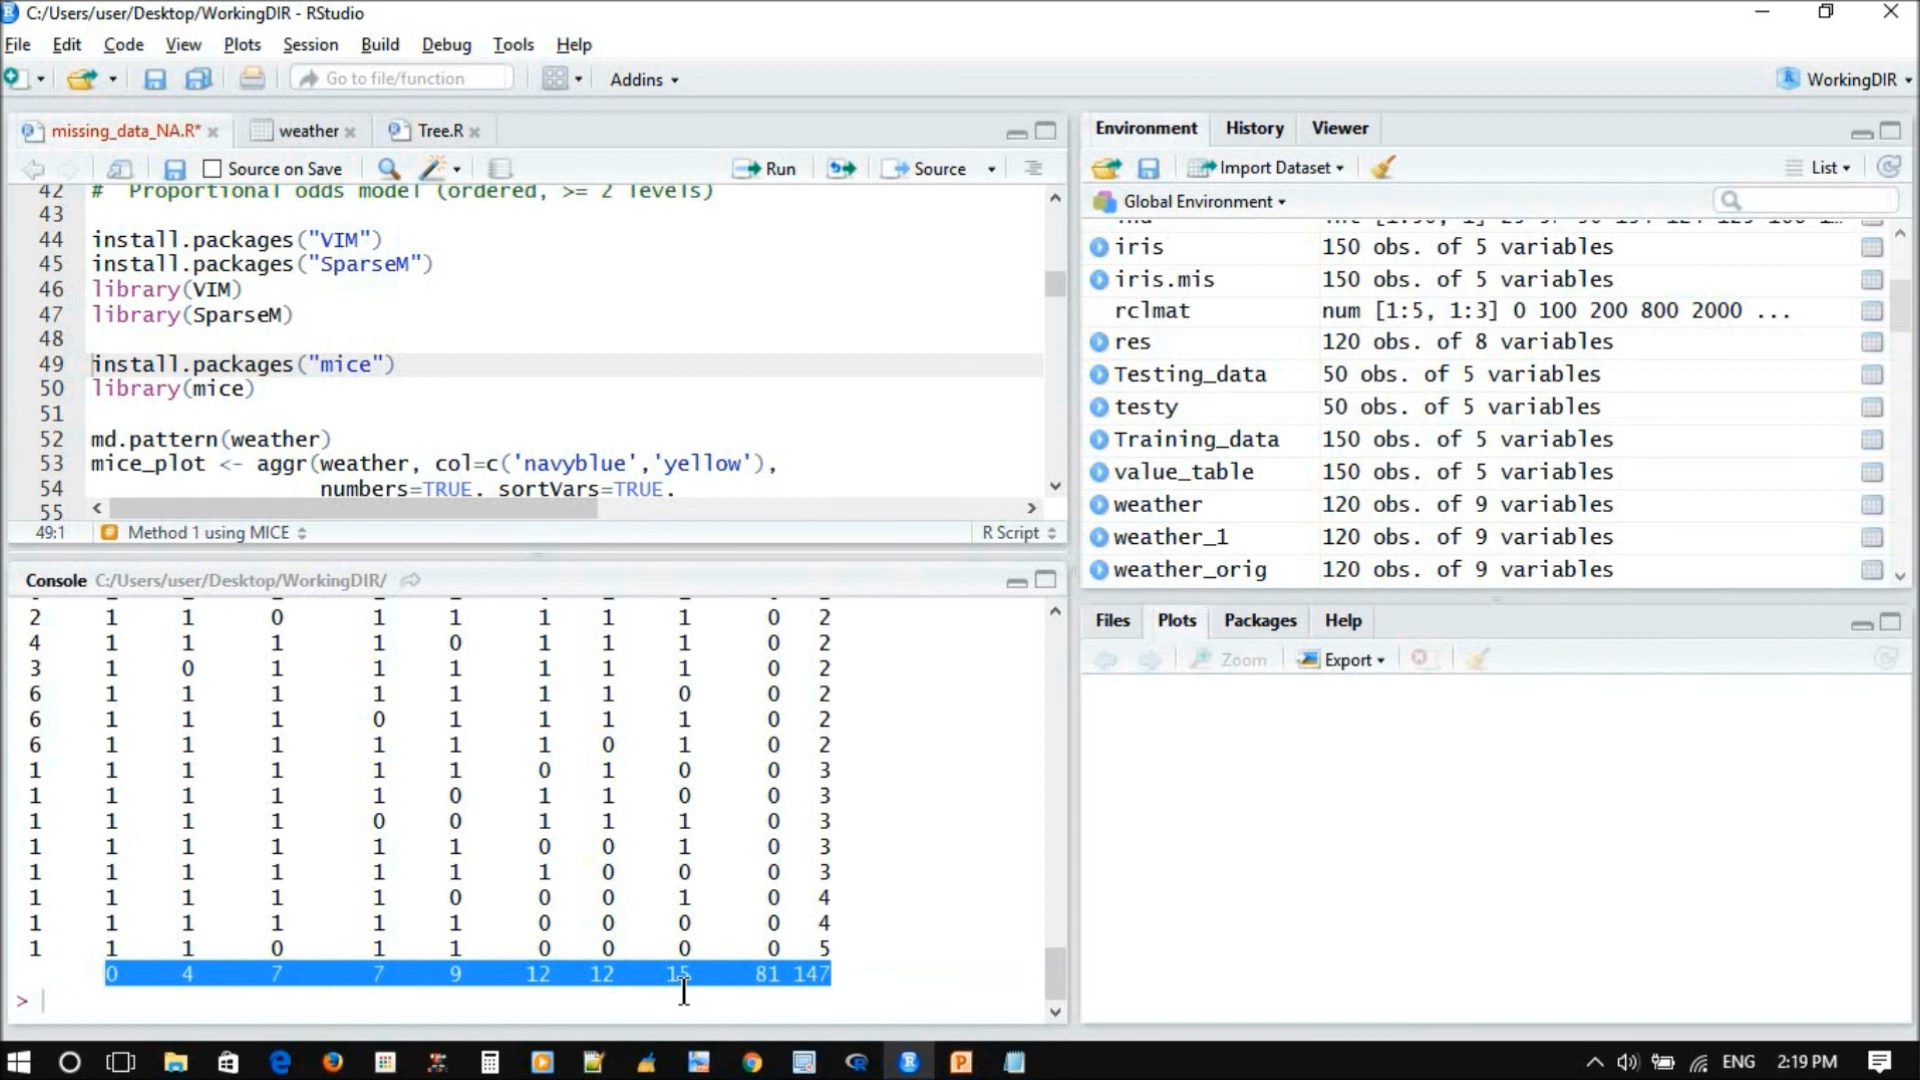 C:/Users/user/Desktop/WorkingDIR - RStudio
File Edit Code View Plots Session Build Debug Tools Help
Go to file/function Addins WorkingDIR
missing_data_NA.R* weather Tree.R
Source on Save Run Source
42 # Proportional odds model (ordered, >= 2 levels)
43
44 install.packages("VIM")
45 install.packages("SparseM")
46 library(VIM)
47 library(SparseM)
48
49 install.packages("mice")
50 library(mice)
51
52 md.pattern(weather)
53 mice_plot <- aggr(weather, col=c('navyblue','yellow'),
54 numbers=TRUE, sortVars=TRUE,
55
49:1 Method 1 using MICE R Script
Console C:/Users/user/Desktop/WorkingDIR/
2 1 1 0 1 1 1 1 1 0 2
4 1 1 1 1 0 1 1 1 0 2
3 1 0 1 1 1 1 1 1 0 2
6 1 1 1 1 1 1 1 0 0 2
6 1 1 1 0 1 1 1 1 0 2
6 1 1 1 1 1 1 0 1 0 2
1 1 1 1 1 1 0 1 0 0 3
1 1 1 1 1 0 1 1 0 0 3
1 1 1 1 0 0 1 1 1 0 3
1 1 1 1 1 1 0 0 1 0 3
1 1 1 1 1 1 1 0 0 0 3
1 1 1 1 1 0 0 0 1 0 4
1 1 1 1 1 1 0 0 0 0 4
1 1 1 0 1 1 0 0 0 0 5
0 4 7 7 9 12 12 15 81 147
>
Environment History Viewer
Import Dataset List
Global Environment
iris 150 obs. of 5 variables
iris.mis 150 obs. of 5 variables
rclmat num [1:5, 1:3] 0 100 200 800 2000 ...
res 120 obs. of 8 variables
Testing_data 50 obs. of 5 variables
testy 50 obs. of 5 variables
Training_data 150 obs. of 5 variables
value_table 150 obs. of 5 variables
weather 120 obs. of 9 variables
weather_1 120 obs. of 9 variables
weather_orig 120 obs. of 9 variables
Files Plots Packages Help
Zoom Export
ENG 2:19 PM